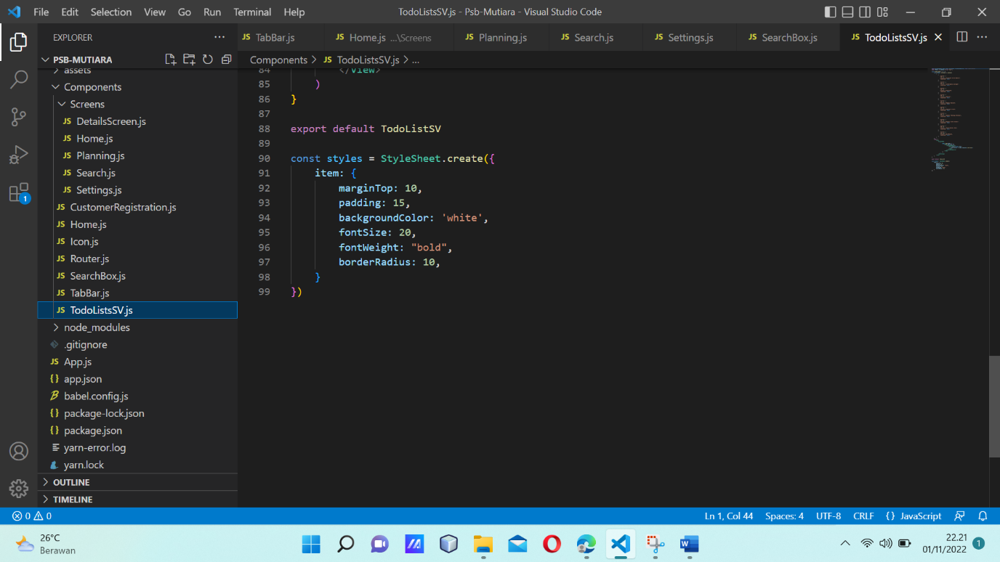 File Edit Selection View Go Run Terminal Help
TodoListsSV.js - Psb-Mutiara - Visual Studio Code
EXPLORER
TabBar.js
Home.js ...\Screens
Planning.js
Search.js
Settings.js
SearchBox.js
TodoListsSV.js
PSB-MUTIARA
assets
Components
Screens
DetailsScreen.js
Home.js
Planning.js
Search.js
Settings.js
CustomerRegistration.js
Home.js
Icon.js
Router.js
SearchBox.js
TabBar.js
TodoListsSV.js
node_modules
.gitignore
App.js
app.json
babel.config.js
package-lock.json
package.json
yarn-error.log
yarn.lock
OUTLINE
TIMELINE
Components > JS TodoListsSV.js > ...
84 </View>
85 )
86 }
87
88 export default TodoListSV
89
90 const styles = StyleSheet.create({
91 item: {
92 marginTop: 10,
93 padding: 15,
94 backgroundColor: 'white',
95 fontSize: 20,
96 fontWeight: "bold",
97 borderRadius: 10,
98 }
99 })
1
0 0
Ln 1, Col 44 Spaces: 4 UTF-8 CRLF {} JavaScript
26°C
Berawan
22.21
01/11/2022
1